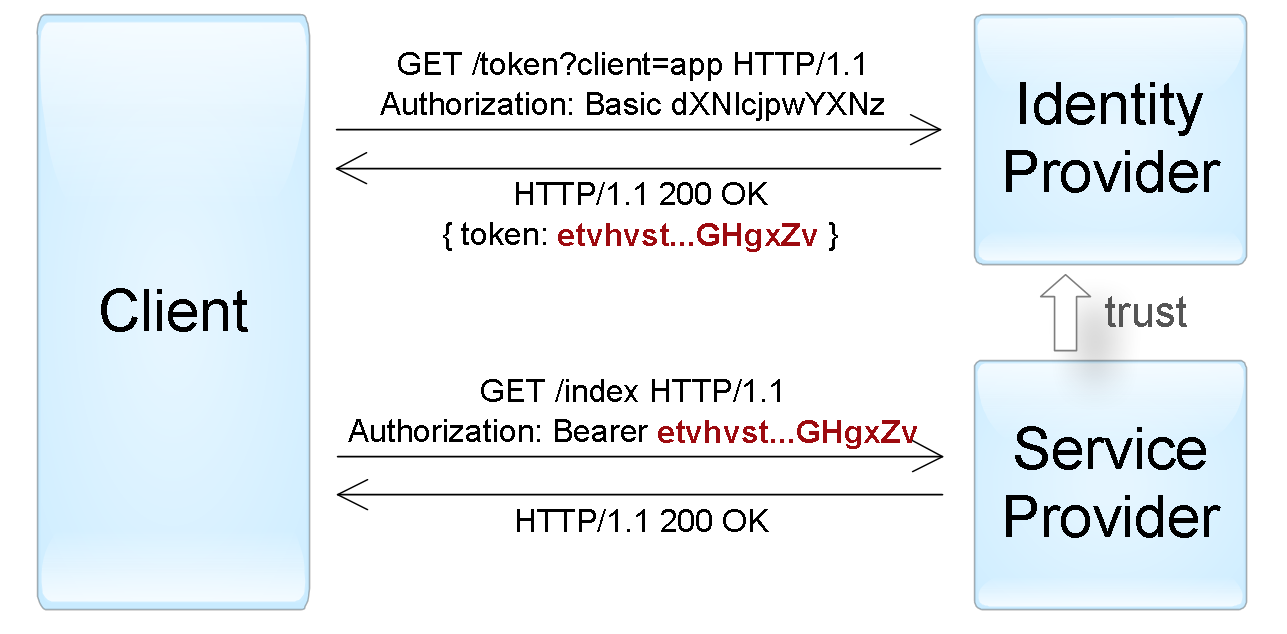 GET /token?client=app HTTP/1.1
Authorization: Basic dXNlcjpwYXNz
Identity
Provider
HTTP/1.1 200 OK
{ token: etvhvst...GHgxZv }
Client
trust
GET /index HTTP/1.1
Authorization: Bearer etvhvst...GHgxZv
Service
Provider
HTTP/1.1 200 OK